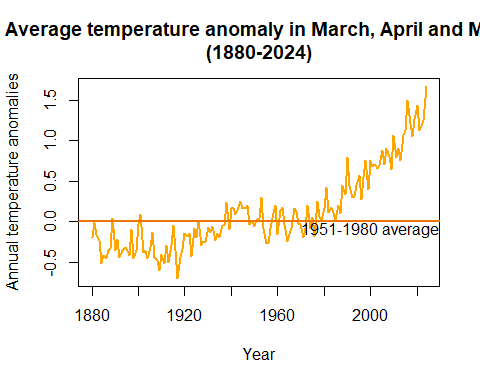 Average temperature anomaly in March, April and M
(1880-2024)
Annual temperature anomalies
1.5
1.0
0.5
0.0
-0.5
1951-1980 average
1880 1920 1960 2000
Year